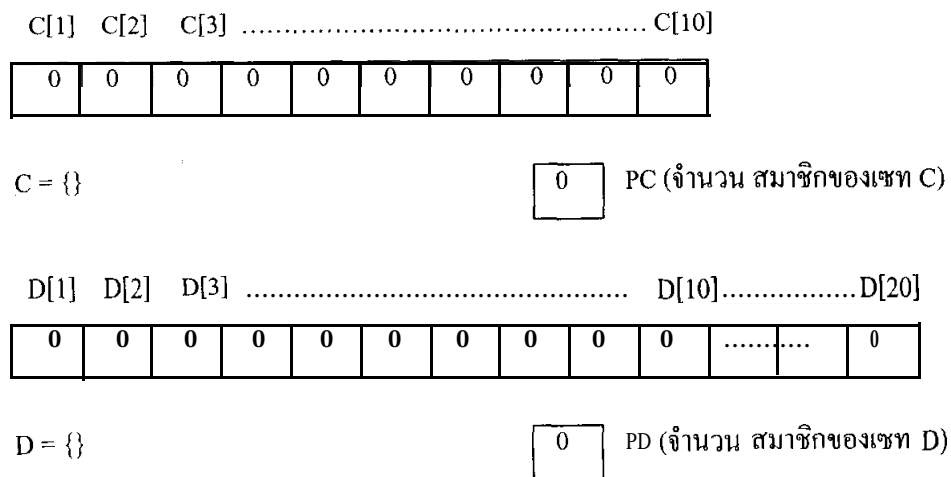 C[1] C[2] C[3] ................................................... C[10]
0 0 0 0 0 0 0 0 0 0
C = {} 0 PC (จำนวน สมาชิกของเซท C)
D[1] D[2] D[3] ................................................ D[10]................. D[20]
0 0 0 0 0 0 0 0 0 0 ........... 0
D = {} 0 PD (จำนวน สมาชิกของเซท D)